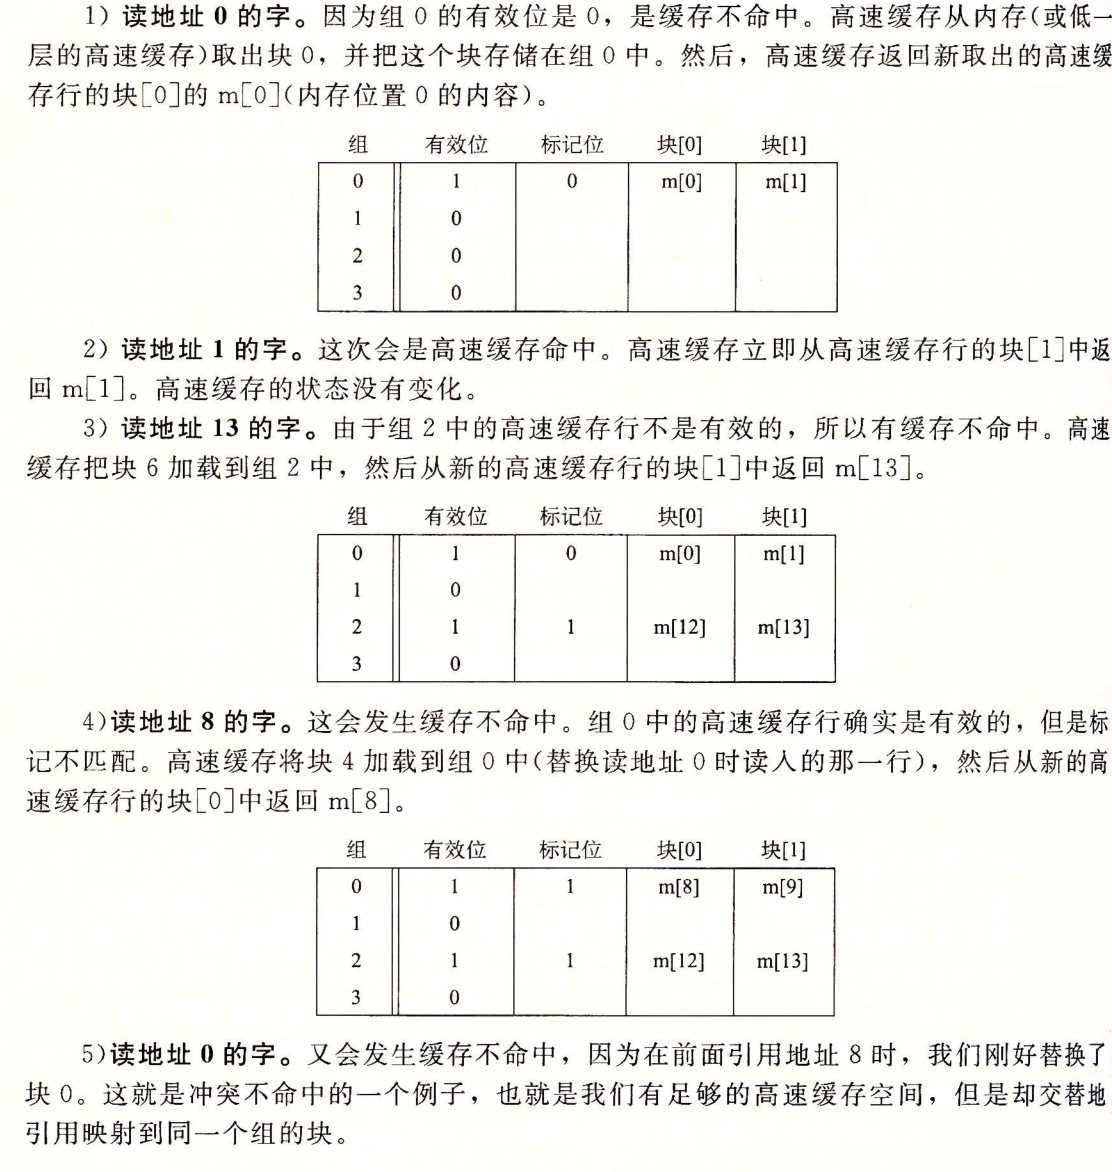 1) 读地址 0 的字。因为组 0 的有效位是 0，是缓存不命中。高速缓存从内存(或低一
层的高速缓存)取出块 0，并把这个块存储在组 0 中。然后，高速缓存返回新取出的高速缓
存行的块[0]的 m[0](内存位置 0 的内容)。
组 有效位 标记位 块[0] 块[1]
0 1 0 m[0] m[1]
1 0
2 0
3 0
2) 读地址 1 的字。这次会是高速缓存命中。高速缓存立即从高速缓存行的块[1]中返
回 m[1]。高速缓存的状态没有变化。
3) 读地址 13 的字。由于组 2 中的高速缓存行不是有效的，所以有缓存不命中。高速
缓存把块 6 加载到组 2 中，然后从新的高速缓存行的块[1]中返回 m[13]。
组 有效位 标记位 块[0] 块[1]
0 1 0 m[0] m[1]
1 0
2 1 1 m[12] m[13]
3 0
4)读地址 8 的字。这会发生缓存不命中。组 0 中的高速缓存行确实是有效的，但是标
记不匹配。高速缓存将块 4 加载到组 0 中(替换读地址 0 时读入的那一行)，然后从新的高
速缓存行的块[0]中返回 m[8]。
组 有效位 标记位 块[0] 块[1]
0 1 1 m[8] m[9]
1 0
2 1 1 m[12] m[13]
3 0
5)读地址 0 的字。又会发生缓存不命中，因为在前面引用地址 8 时，我们刚好替换了
块 0。这就是冲突不命中的一个例子，也就是我们有足够的高速缓存空间，但是却交替地
引用映射到同一个组的块。